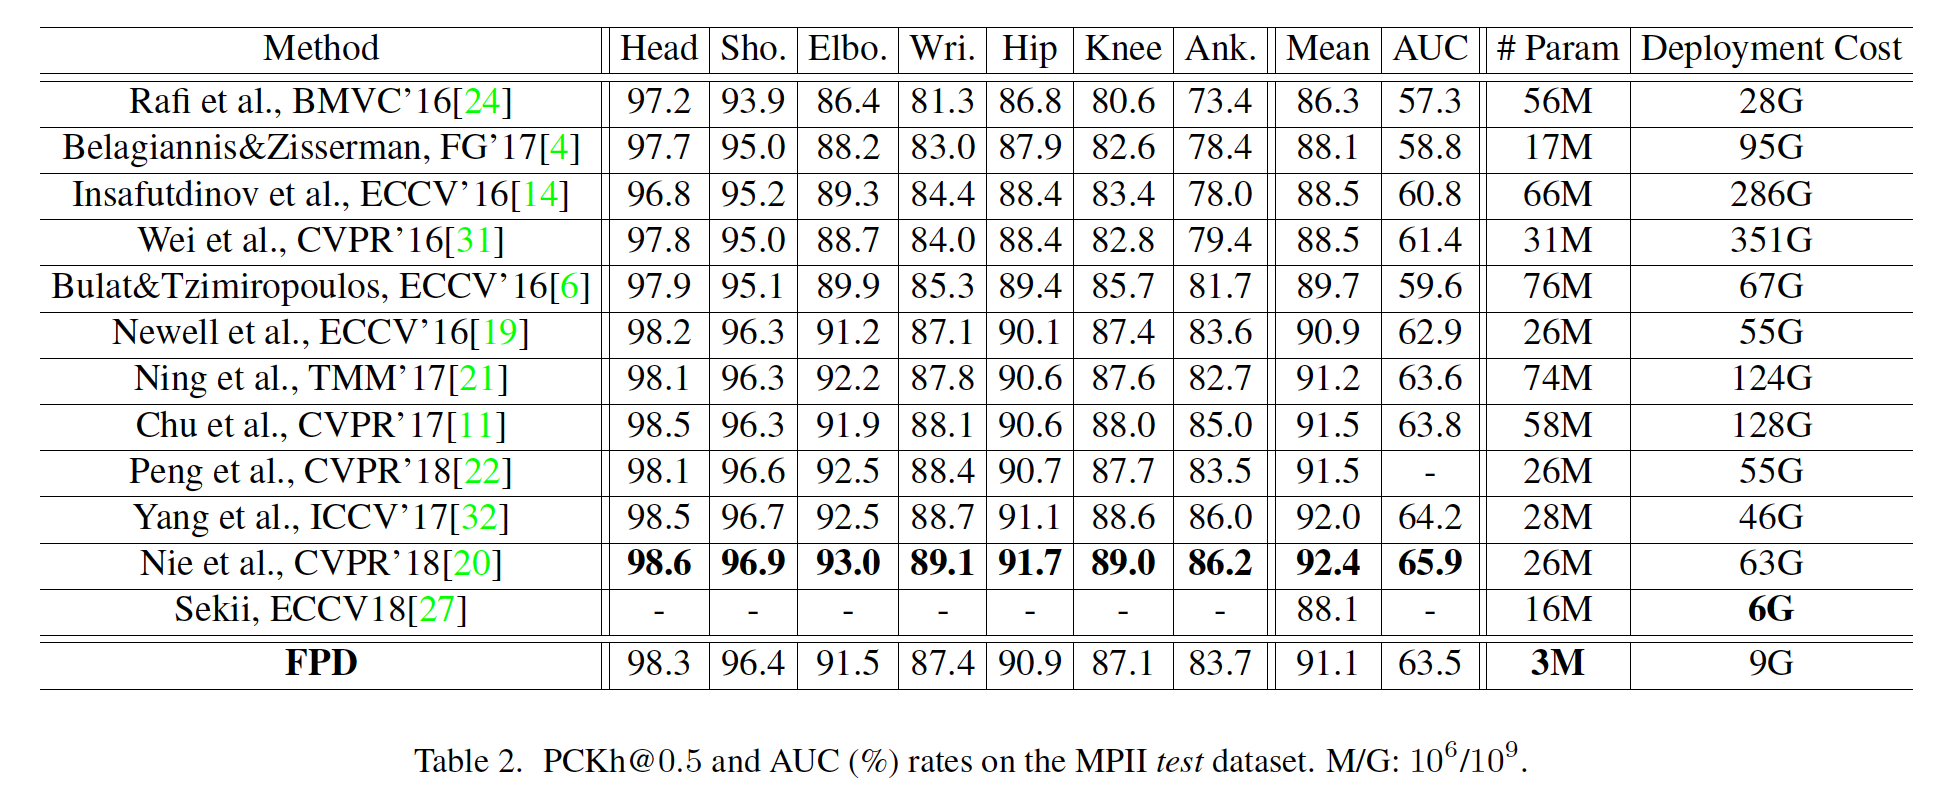 Method Head Sho. Elbo. Wri. Hip Knee Ank. Mean AUC # Param Deployment Cost
Rafi et al., BMVC’16[24] 97.2 93.9 86.4 81.3 86.8 80.6 73.4 86.3 57.3 56M 28G
Belagiannis&Zisserman, FG’17[4] 97.7 95.0 88.2 83.0 87.9 82.6 78.4 88.1 58.8 17M 95G
Insafutdinov et al., ECCV’16[14] 96.8 95.2 89.3 84.4 88.4 83.4 78.0 88.5 60.8 66M 286G
Wei et al., CVPR’16[31] 97.8 95.0 88.7 84.0 88.4 82.8 79.4 88.5 61.4 31M 351G
Bulat&Tzimiropoulos, ECCV’16[6] 97.9 95.1 89.9 85.3 89.4 85.7 81.7 89.7 59.6 76M 67G
Newell et al., ECCV’16[19] 98.2 96.3 91.2 87.1 90.1 87.4 83.6 90.9 62.9 26M 55G
Ning et al., TMM’17[21] 98.1 96.3 92.2 87.8 90.6 87.6 82.7 91.2 63.6 74M 124G
Chu et al., CVPR’17[11] 98.5 96.3 91.9 88.1 90.6 88.0 85.0 91.5 63.8 58M 128G
Peng et al., CVPR’18[22] 98.1 96.6 92.5 88.4 90.7 87.7 83.5 91.5 - 26M 55G
Yang et al., ICCV’17[32] 98.5 96.7 92.5 88.7 91.1 88.6 86.0 92.0 64.2 28M 46G
Nie et al., CVPR’18[20] 98.6 96.9 93.0 89.1 91.7 89.0 86.2 92.4 65.9 26M 63G
Sekii, ECCV18[27] - - - - - - - 88.1 - 16M 6G
FPD 98.3 96.4 91.5 87.4 90.9 87.1 83.7 91.1 63.5 3M 9G
Table 2. PCKh@0.5 and AUC (%) rates on the MPII test dataset. M/G: 10⁶/10⁹.